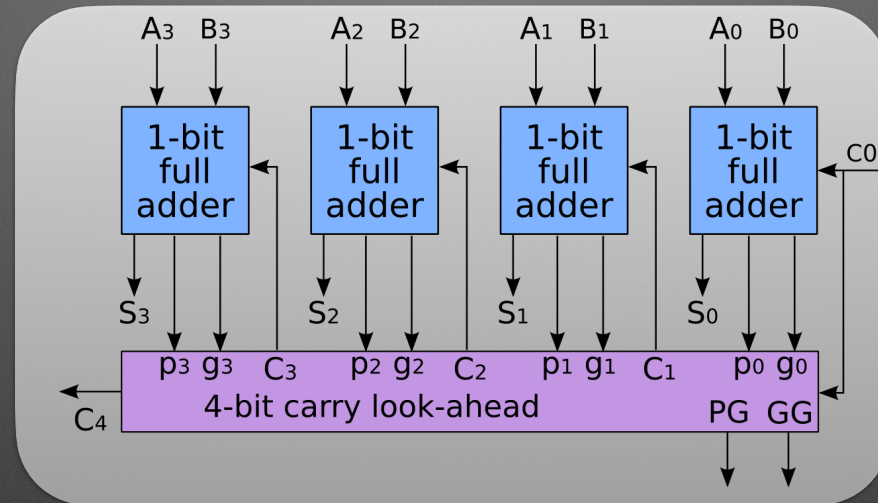 A3 B3 A2 B2 A1 B1 A0 B0
1-bit
full
adder
1-bit
full
adder
1-bit
full
adder
1-bit
full
adder
C0
S3 S2 S1 S0
p3 g3 C3 p2 g2 C2 p1 g1 C1 p0 g0
4-bit carry look-ahead
PG GG
C4